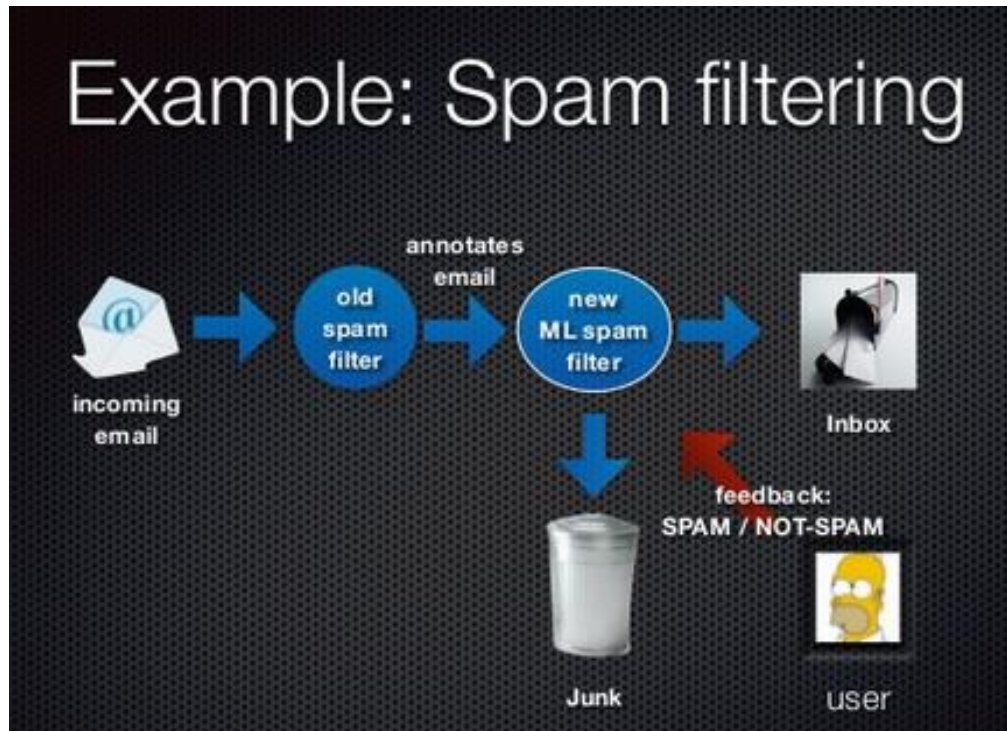 Example: Spam filtering
annotates
email
old
spam
filter
new
ML spam
filter
@
incoming
email
Inbox
feedback:
SPAM / NOT-SPAM
Junk
user